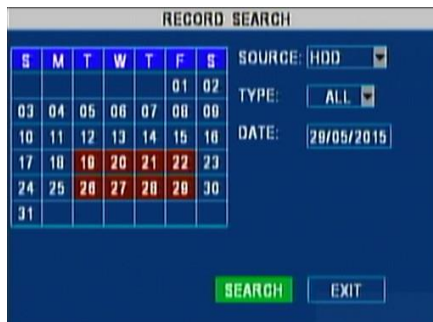 RECORD SEARCH
S M T W T F S
01 02
03 04 05 06 07 08 09
10 11 12 13 14 15 16
17 18 19 20 21 22 23
24 25 26 27 28 29 30
31
SOURCE: HDD
TYPE: ALL
DATE: 29/05/2015
SEARCH EXIT